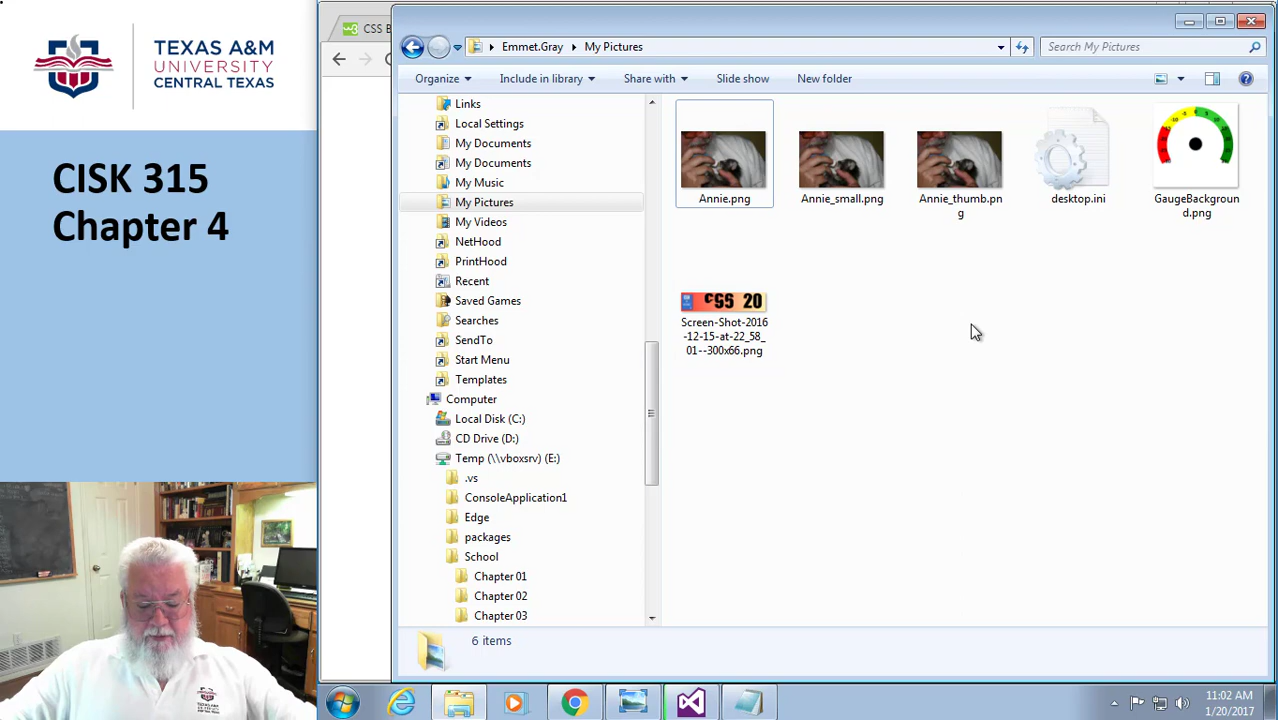 TEXAS A&M
UNIVERSITY
CENTRAL TEXAS
CISK 315
Chapter 4
CSS B
Emmet.Gray
My Pictures
Search My Pictures
Organize
Include in library
Share with
Slide show
New folder
Links
Local Settings
My Documents
My Documents
My Music
My Pictures
My Videos
NetHood
PrintHood
Recent
Saved Games
Searches
SendTo
Start Menu
Templates
Computer
Local Disk (C:)
CD Drive (D:)
Temp (\\vboxsrv) (E:)
.vs
ConsoleApplication1
Edge
packages
School
Chapter 01
Chapter 02
Chapter 03
Annie.png
Annie_small.png
Annie_thumb.pn
g
desktop.ini
GaugeBackgroun
d.png
CSS 20
Screen-Shot-2016
-12-15-at-22_58_
01--300x66.png
6 items
11:02 AM
1/20/2017